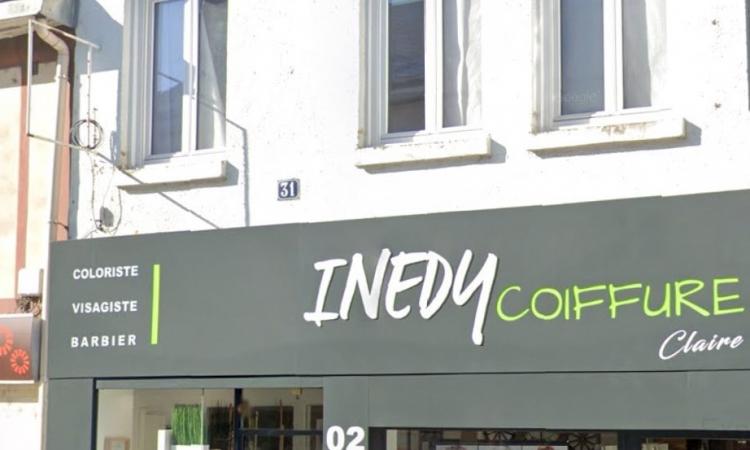 31
COLORISTE
VISAGISTE
BARBIER
INEDY COIFFURE
Claire
02